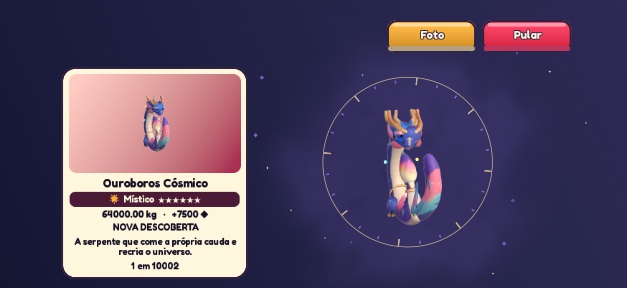 Foto
Pular
Ouroboros Cósmico
Místico ★★★★★★
64000.00 kg · +7500 ◆
NOVA DESCOBERTA
A serpente que come a própria cauda e
recria o universo.
1 em 10002